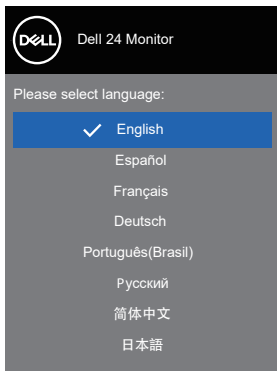 DELL
Dell 24 Monitor
Please select language:
English
Español
Français
Deutsch
Português(Brasil)
Русский
简体中文
日本語